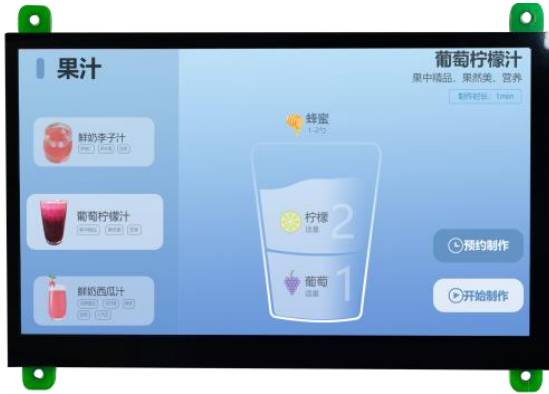 果汁
鲜奶李子汁
葡萄柠檬汁
鲜奶西瓜汁
葡萄柠檬汁
果中精品、果然美、营养
制作时长：1min
蜂蜜
1-2勺
柠檬
适量
2
葡萄
适量
1
预约制作
开始制作